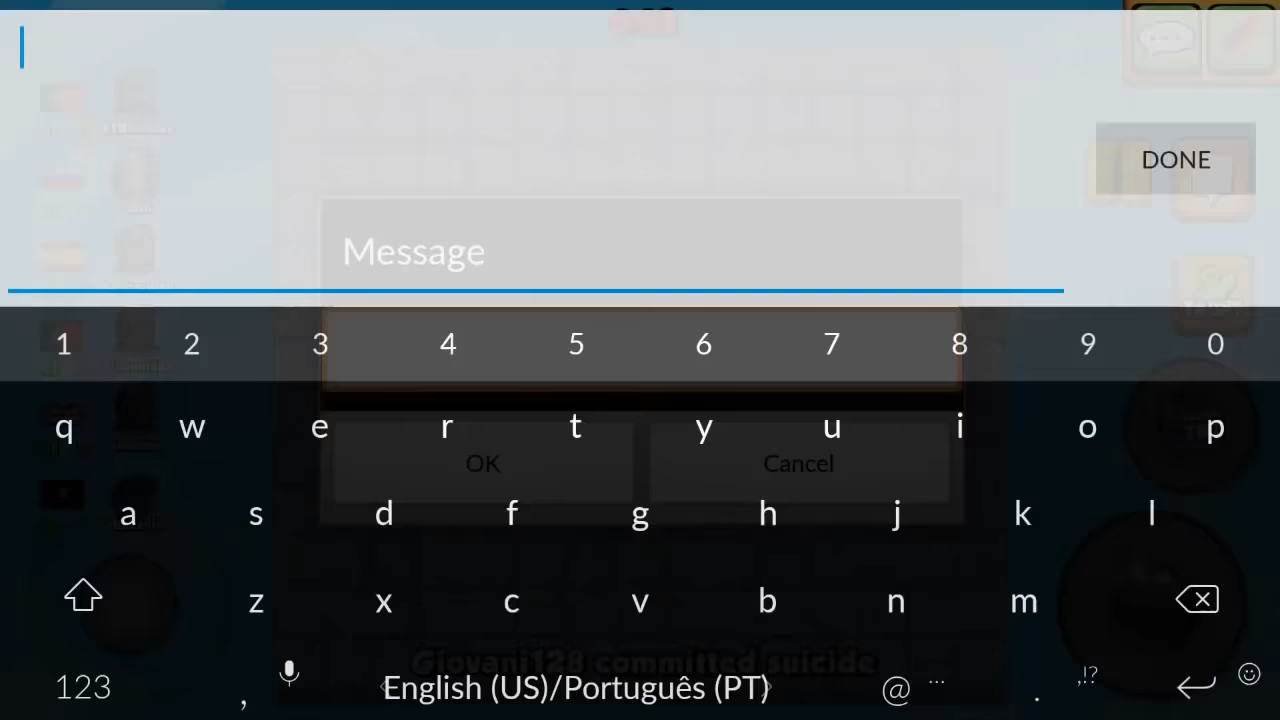 DONE
Message
1 2 3 4 5 6 7 8 9 0
q w e r t y u i o p
OK Cancel
a s d f g h j k l
z x c v b n m
Giovani128 committed suicide
123 , English (US)/Português (PT) @ ... . ,!?